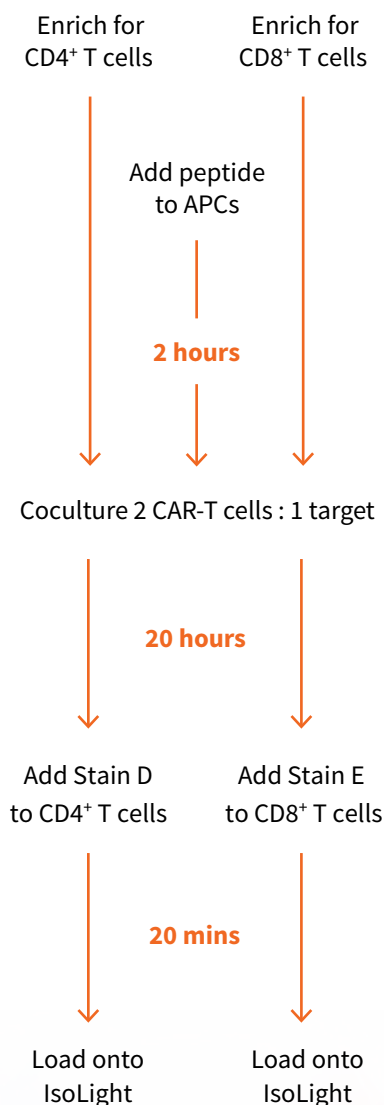 Enrich for
CD4⁺ T cells
Enrich for
CD8⁺ T cells
Add peptide
to APCs
2 hours
Coculture 2 CAR-T cells : 1 target
20 hours
Add Stain D
to CD4⁺ T cells
Add Stain E
to CD8⁺ T cells
20 mins
Load onto
IsoLight
Load onto
IsoLight